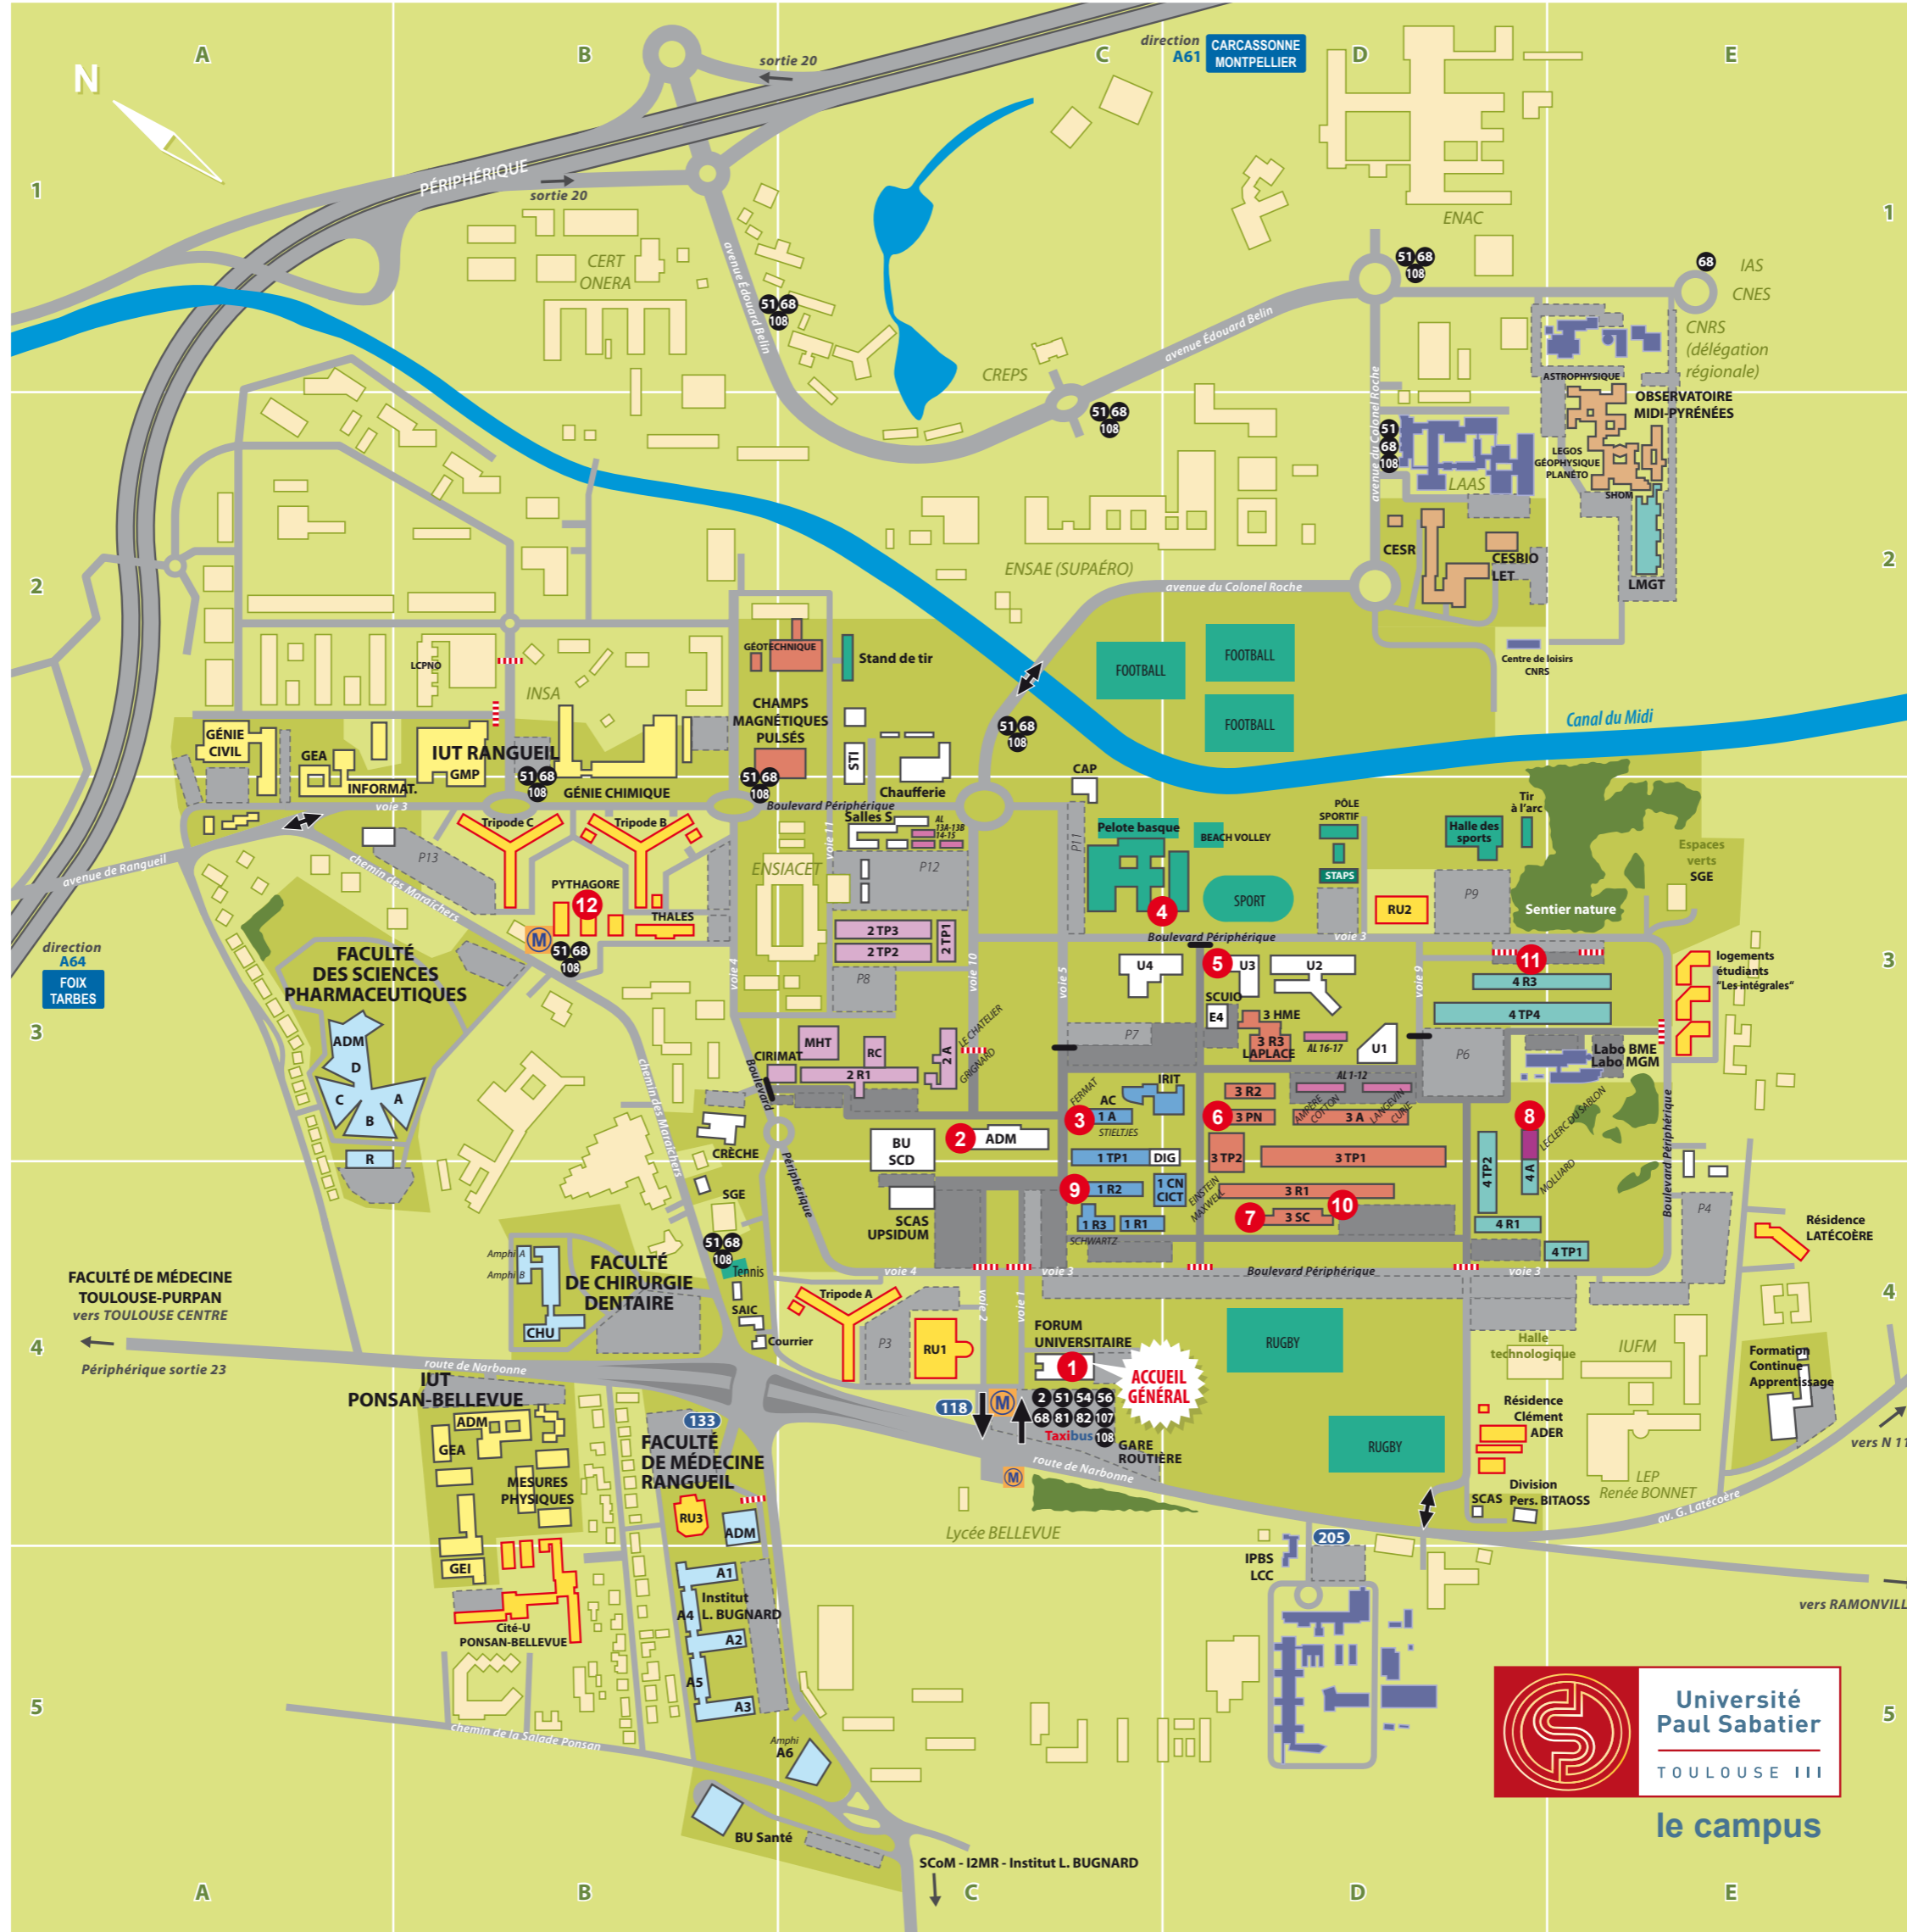 A
B
C
D
E
N
direction
A61
CARCASSONNE
MONTPELLIER
sortie 20
PÉRIPHÉRIQUE
sortie 20
1
1
ENAC
CERT
ONERA
avenue Édouard Belin
51 68
108
51 68
108
68
IAS
CNES
CNRS
(délégation
régionale)
avenue Édouard Belin
CREPS
51 68
108
avenue du Colonel Roche
ASTROPHYSIQUE
OBSERVATOIRE
MIDI-PYRÉNÉES
51
68
108
LEGOS
GÉOPHYSIQUE
PLANÉTO
LAAS
SHOM
CESR
CESBIO
LET
LMGT
2
2
ENSAE (SUPAÉRO)
avenue du Colonel Roche
LCPNO
INSA
GÉOTECHNIQUE
Stand de tir
FOOTBALL
FOOTBALL
FOOTBALL
Centre de loisirs
CNRS
CHAMPS
MAGNÉTIQUES
PULSÉS
51 68
108
Canal du Midi
GÉNIE
CIVIL
GEA
INFORMAT.
IUT RANGUEIL
GMP
51 68
108
GÉNIE CHIMIQUE
51 68
108
STI
Chaufferie
CAP
voie 3
Boulevard Périphérique
Tripode C
Tripode B
voie 11
Salles S
AL
13A-13B
14-15
P11
Pelote basque
BEACH VOLLEY
PÔLE
SPORTIF
STAPS
Halle des
sports
Tir
à l'arc
Espaces
verts
SGE
avenue de Rangueil
chemin des Maraîchers
P13
ENSIACET
P12
SPORT
RU2
P9
Sentier nature
PYTHAGORE
12
THALES
M
51 68
108
4
2 TP3
2 TP2
2 TP1
P8
Boulevard Périphérique
voie 3
direction
A64
FOIX
TARBES
FACULTÉ
DES SCIENCES
PHARMACEUTIQUES
voie 4
voie 10
voie 5
voie 9
U4
5
U3
U2
11
4 R3
logements
étudiants
"Les intégrales"
3
3
SCUIO
E4
3 HME
3 R3
LAPLACE
AL 16-17
U1
4 TP4
P7
P6
Labo BME
Labo MGM
ADM
D
C
A
B
R
MHT
RC
2 A
LE CHATELIER
GRIGNARD
CIRIMAT
2 R1
Boulevard
Périphérique
chemin des Maraîchers
FERMAT
AC
IRIT
3
1 A
STIELTJES
3 R2
AL 1-12
AMPÈRE
COTTON
LANGEVIN
CURIE
6
3 PN
3 A
8
LECLERC DU SABLON
MOLLIARD
Boulevard Périphérique
CRÈCHE
BU
SCD
2
ADM
1 TP1
DIG
3 TP2
3 TP1
4 TP2
4 A
SGE
SCAS
UPSIDUM
9
1 R2
1 CN
CICT
EINSTEIN
MAXWELL
3 R1
7
3 SC
10
1 R3
1 R1
SCHWARTZ
4 R1
4 TP1
P4
Résidence
LATÉCOÈRE
Amphi A
Amphi B
CHU
FACULTÉ
DE CHIRURGIE
DENTAIRE
51 68
108
Tennis
SAIC
Courrier
voie 4
voie 3
Boulevard Périphérique
voie 3
Tripode A
P3
RU1
voie 2
voie 1
FORUM
UNIVERSITAIRE
1
ACCUEIL
GÉNÉRAL
RUGBY
RUGBY
Halle
technologique
IUFM
Formation
Continue
Apprentissage
4
4
FACULTÉ DE MÉDECINE
TOULOUSE-PURPAN
vers TOULOUSE CENTRE
Périphérique sortie 23
route de Narbonne
IUT
PONSAN-BELLEVUE
118
M
2 51 54 56
68 81 82 107
Taxibus 108
GARE
ROUTIÈRE
M
route de Narbonne
Résidence
Clément
ADER
vers N 11
LEP
Renée BONNET
av. G. Latécoère
SCAS
Division
Pers. BITAOSS
ADM
GEA
MESURES
PHYSIQUES
GEI
133
FACULTÉ
DE MÉDECINE
RANGUEIL
RU3
ADM
Lycée BELLEVUE
205
IPBS
LCC
vers RAMONVILL
Cité-U
PONSAN-BELLEVUE
A1
Institut
L. BUGNARD
A4
A2
A5
A3
chemin de la Salade Ponsan
Amphi
A6
BU Santé
5
5
Université
Paul Sabatier
TOULOUSE III
le campus
SCoM - I2MR - Institut L. BUGNARD
A
B
C
D
E